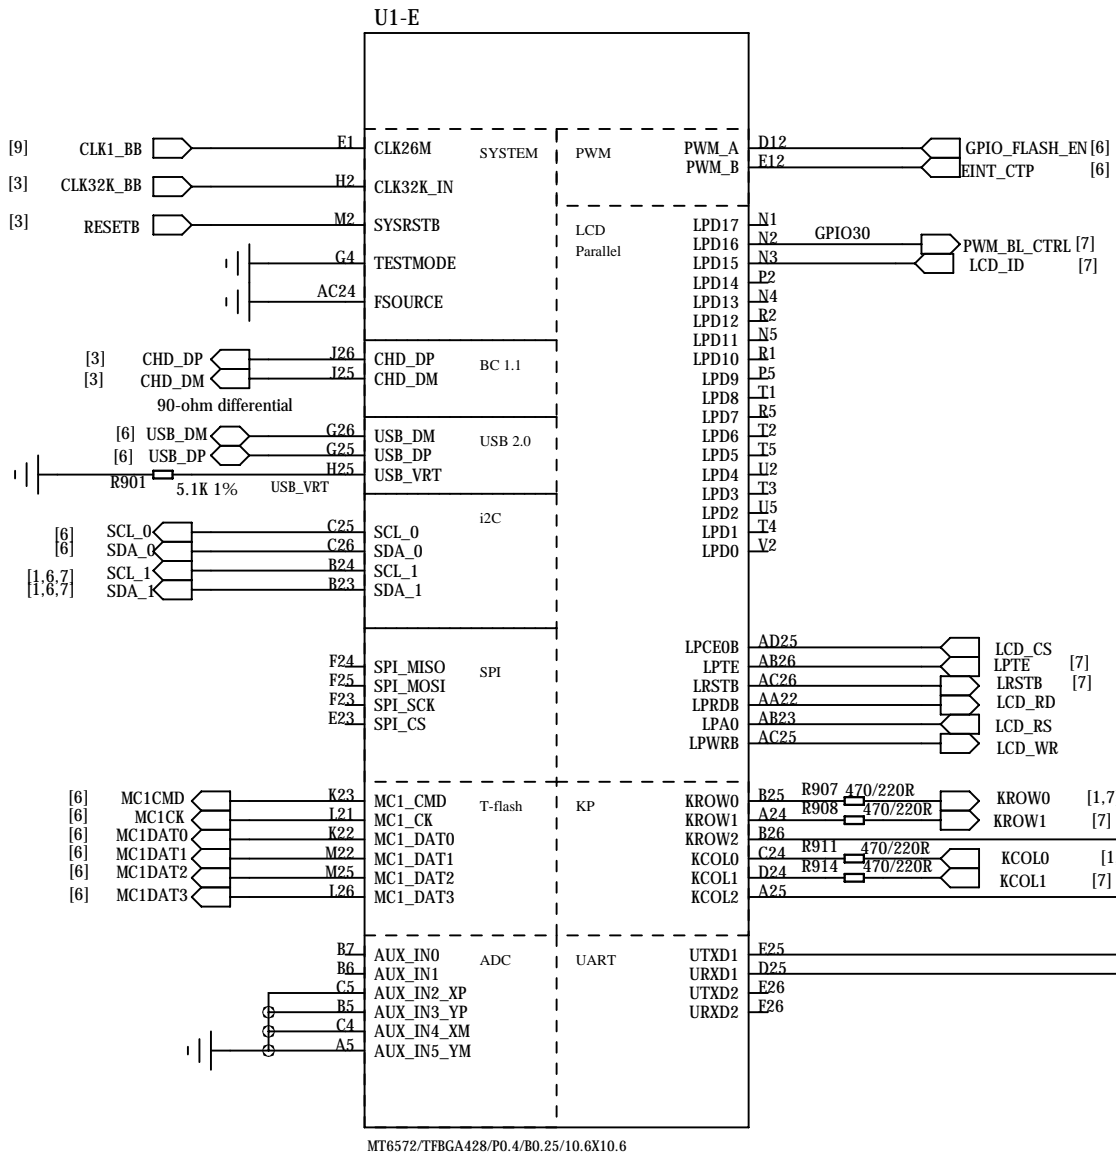 U1-E
[9] CLK1_BB E1 CLK26M SYSTEM PWM PWM_A D12 GPIO_FLASH_EN [6]
PWM_B E12 EINT_CTP [6]
[3] CLK32K_BB H2 CLK32K_IN
[3] RESETB M2 SYSRSTB LCD LPD17 N1
Parallel LPD16 N2 GPIO30 PWM_BL_CTRL [7]
G4 TESTMODE LPD15 N3 LCD_ID [7]
LPD14 P2
AC24 FSOURCE LPD13 N4
LPD12 R2
LPD11 N5
[3] CHD_DP J26 CHD_DP BC 1.1 LPD10 R1
[3] CHD_DM J25 CHD_DM LPD9 P5
90-ohm differential LPD8 T1
LPD7 R5
[6] USB_DM G26 USB_DM USB 2.0 LPD6 T2
[6] USB_DP G25 USB_DP LPD5 T5
R901 5.1K 1% USB_VRT H25 USB_VRT LPD4 U2
LPD3 T3
i2C LPD2 U5
[6] SCL_0 C25 SCL_0 LPD1 T4
[6] SDA_0 C26 SDA_0 LPD0 V2
[1,6,7] SCL_1 B24 SCL_1
[1,6,7] SDA_1 B23 SDA_1
LPCE0B AD25 LCD_CS
F24 SPI_MISO SPI LPTE AB26 LPTE [7]
F25 SPI_MOSI LRSTB AC26 LRSTB [7]
F23 SPI_SCK LPRDB AA22 LCD_RD
E23 SPI_CS LPA0 AB23 LCD_RS
LPWRB AC25 LCD_WR
[6] MC1CMD K23 MC1_CMD T-flash KP KROW0 B25 R907 470/220R KROW0 [1,7
[6] MC1CK L21 MC1_CK KROW1 A24 R908 470/220R KROW1 [7]
[6] MC1DAT0 K22 MC1_DAT0 KROW2 B26
[6] MC1DAT1 M22 MC1_DAT1 KCOL0 C24 R911 470/220R KCOL0 [1
[6] MC1DAT2 M25 MC1_DAT2 KCOL1 D24 R914 470/220R KCOL1 [7]
[6] MC1DAT3 L26 MC1_DAT3 KCOL2 A25
B7 AUX_IN0 ADC UART UTXD1 E25
B6 AUX_IN1 URXD1 D25
C5 AUX_IN2_XP UTXD2 E26
B5 AUX_IN3_YP URXD2 F26
C4 AUX_IN4_XM
A5 AUX_IN5_YM
MT6572/TFBGA428/P0.4/B0.25/10.6X10.6